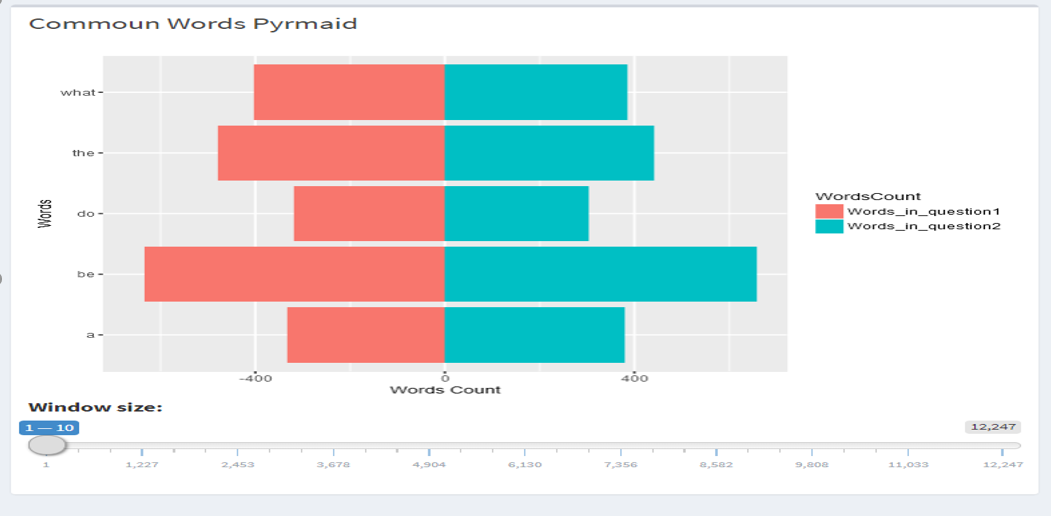 Commoun Words Pyrmaid
what
the
do
be
a
Words
-400 0 400
Words Count
WordsCount
Words_in_question1
Words_in_question2
Window size:
1 — 10 12,247
1 1,227 2,453 3,678 4,904 6,130 7,356 8,582 9,808 11,033 12,247